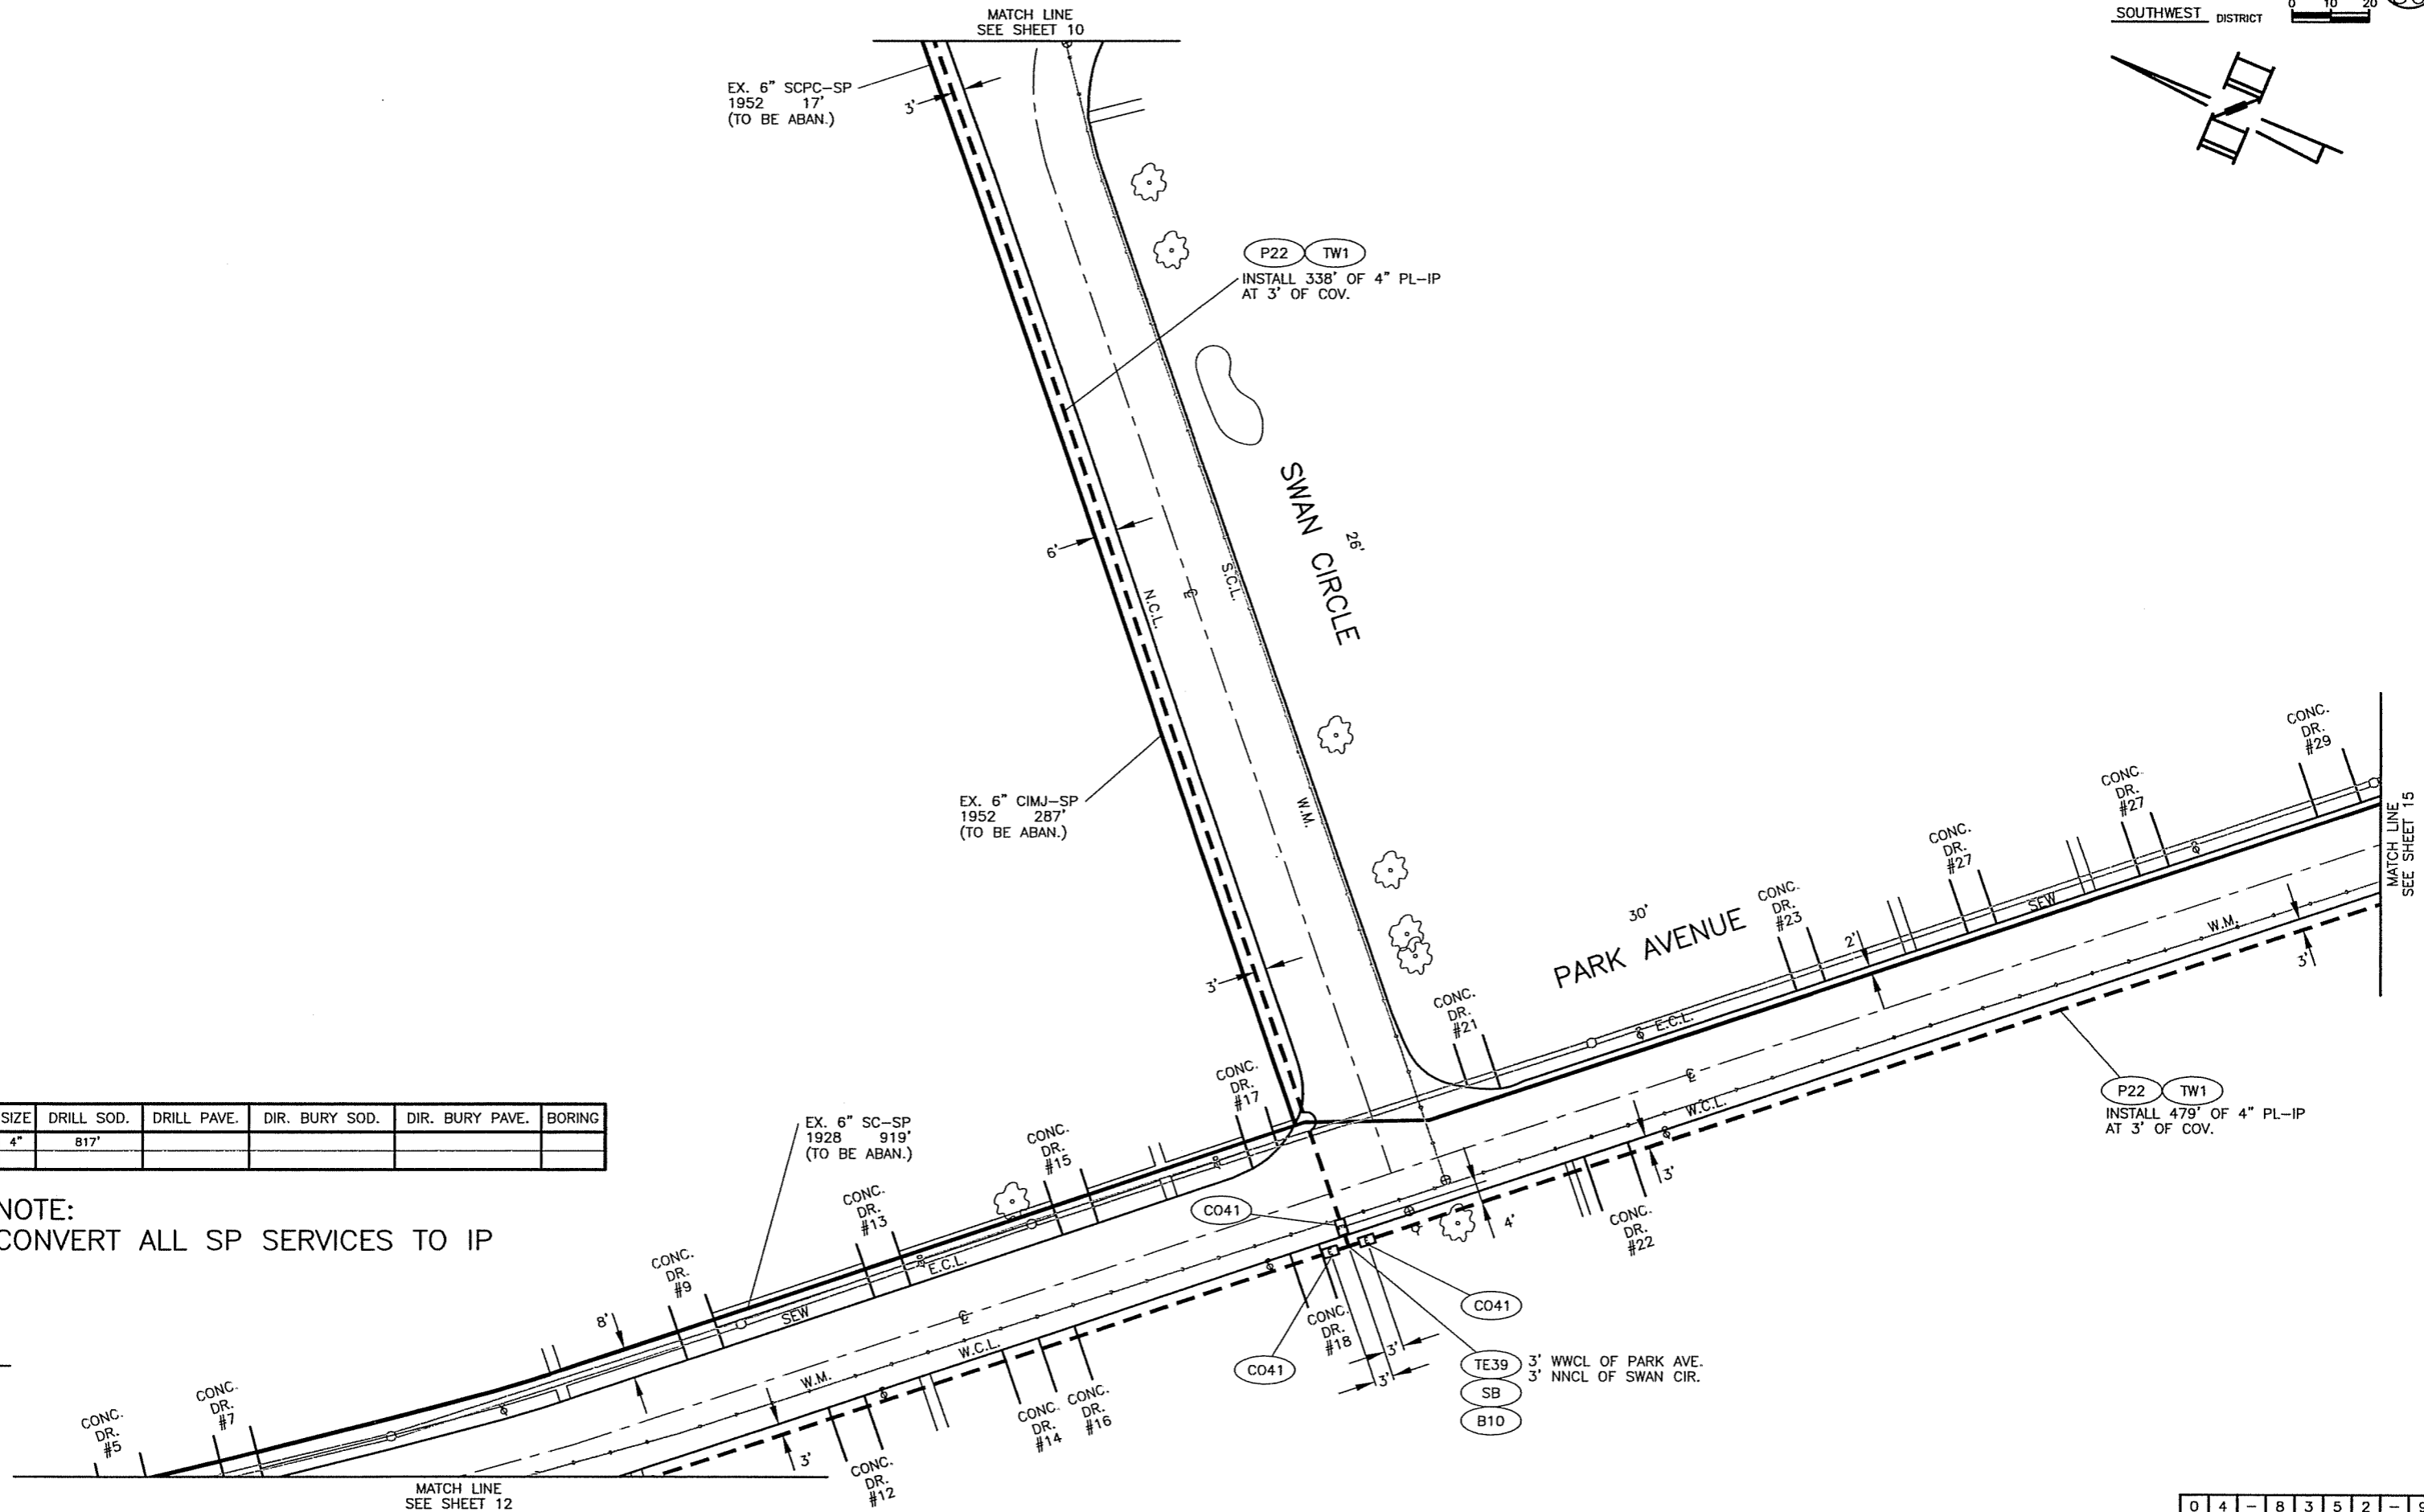 MATCH LINE
SEE SHEET 10
SOUTHWEST DISTRICT
0 10 20
EX. 6" SCPC-SP
1952 17'
(TO BE ABAN.)
3'
P22 TW1
INSTALL 338' OF 4" PL-IP
AT 3' OF COV.
SWAN CIRCLE
26'
6'
N.C.L.
S.C.L.
W.M.
EX. 6" CIMJ-SP
1952 287'
(TO BE ABAN.)
3'
PARK AVENUE
30'
CONC.
DR.
#29
CONC.
DR.
#27
CONC.
DR.
#27
CONC.
DR.
#23
CONC.
DR.
#21
2'
SEW
W.M.
3'
E.C.L.
W.C.L.
MATCH LINE
SEE SHEET 15
P22 TW1
INSTALL 479' OF 4" PL-IP
AT 3' OF COV.
CONC.
DR.
#17
CONC.
DR.
#15
CONC.
DR.
#13
CONC.
DR.
#9
CONC.
DR.
#7
CONC.
DR.
#5
EX. 6" SC-SP
1928 919'
(TO BE ABAN.)
SIZE DRILL SOD. DRILL PAVE. DIR. BURY SOD. DIR. BURY PAVE. BORING
4" 817'
NOTE:
CONVERT ALL SP SERVICES TO IP
8'
SEW
E.C.L.
W.C.L.
W.M.
3'
CO41
4'
3'
CONC.
DR.
#22
CONC.
DR.
#18
CO41
CO41
3'
3'
TE39 3' WWCL OF PARK AVE.
3' NNCL OF SWAN CIR.
SB
B10
CONC.
DR.
#16
CONC.
DR.
#14
CONC.
DR.
#12
MATCH LINE
SEE SHEET 12
0 4 - 8 3 5 2 - 9